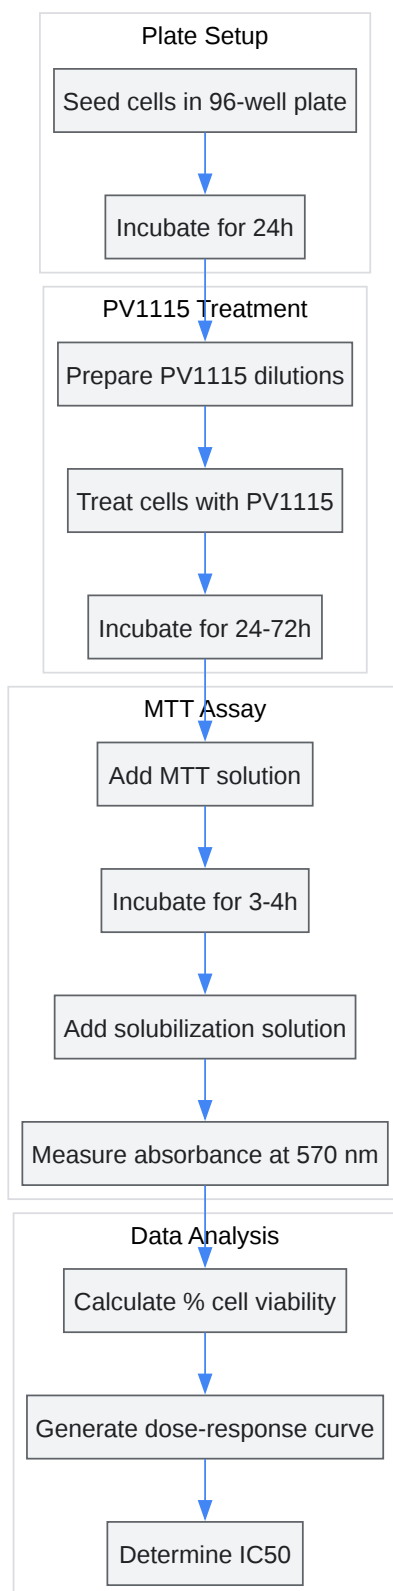 Plate Setup
Seed cells in 96-well plate
Incubate for 24h
PV1115 Treatment
Prepare PV1115 dilutions
Treat cells with PV1115
Incubate for 24-72h
MTT Assay
Add MTT solution
Incubate for 3-4h
Add solubilization solution
Measure absorbance at 570 nm
Data Analysis
Calculate % cell viability
Generate dose-response curve
Determine IC50